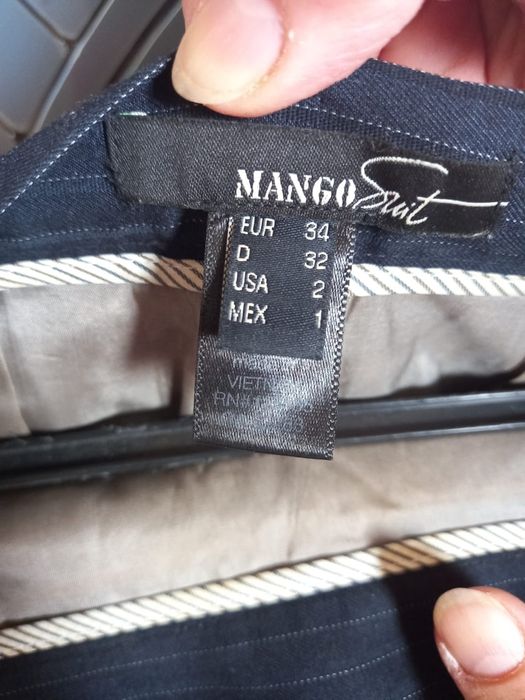 MANGO Suit
EUR 34
D 32
USA 2
MEX 1